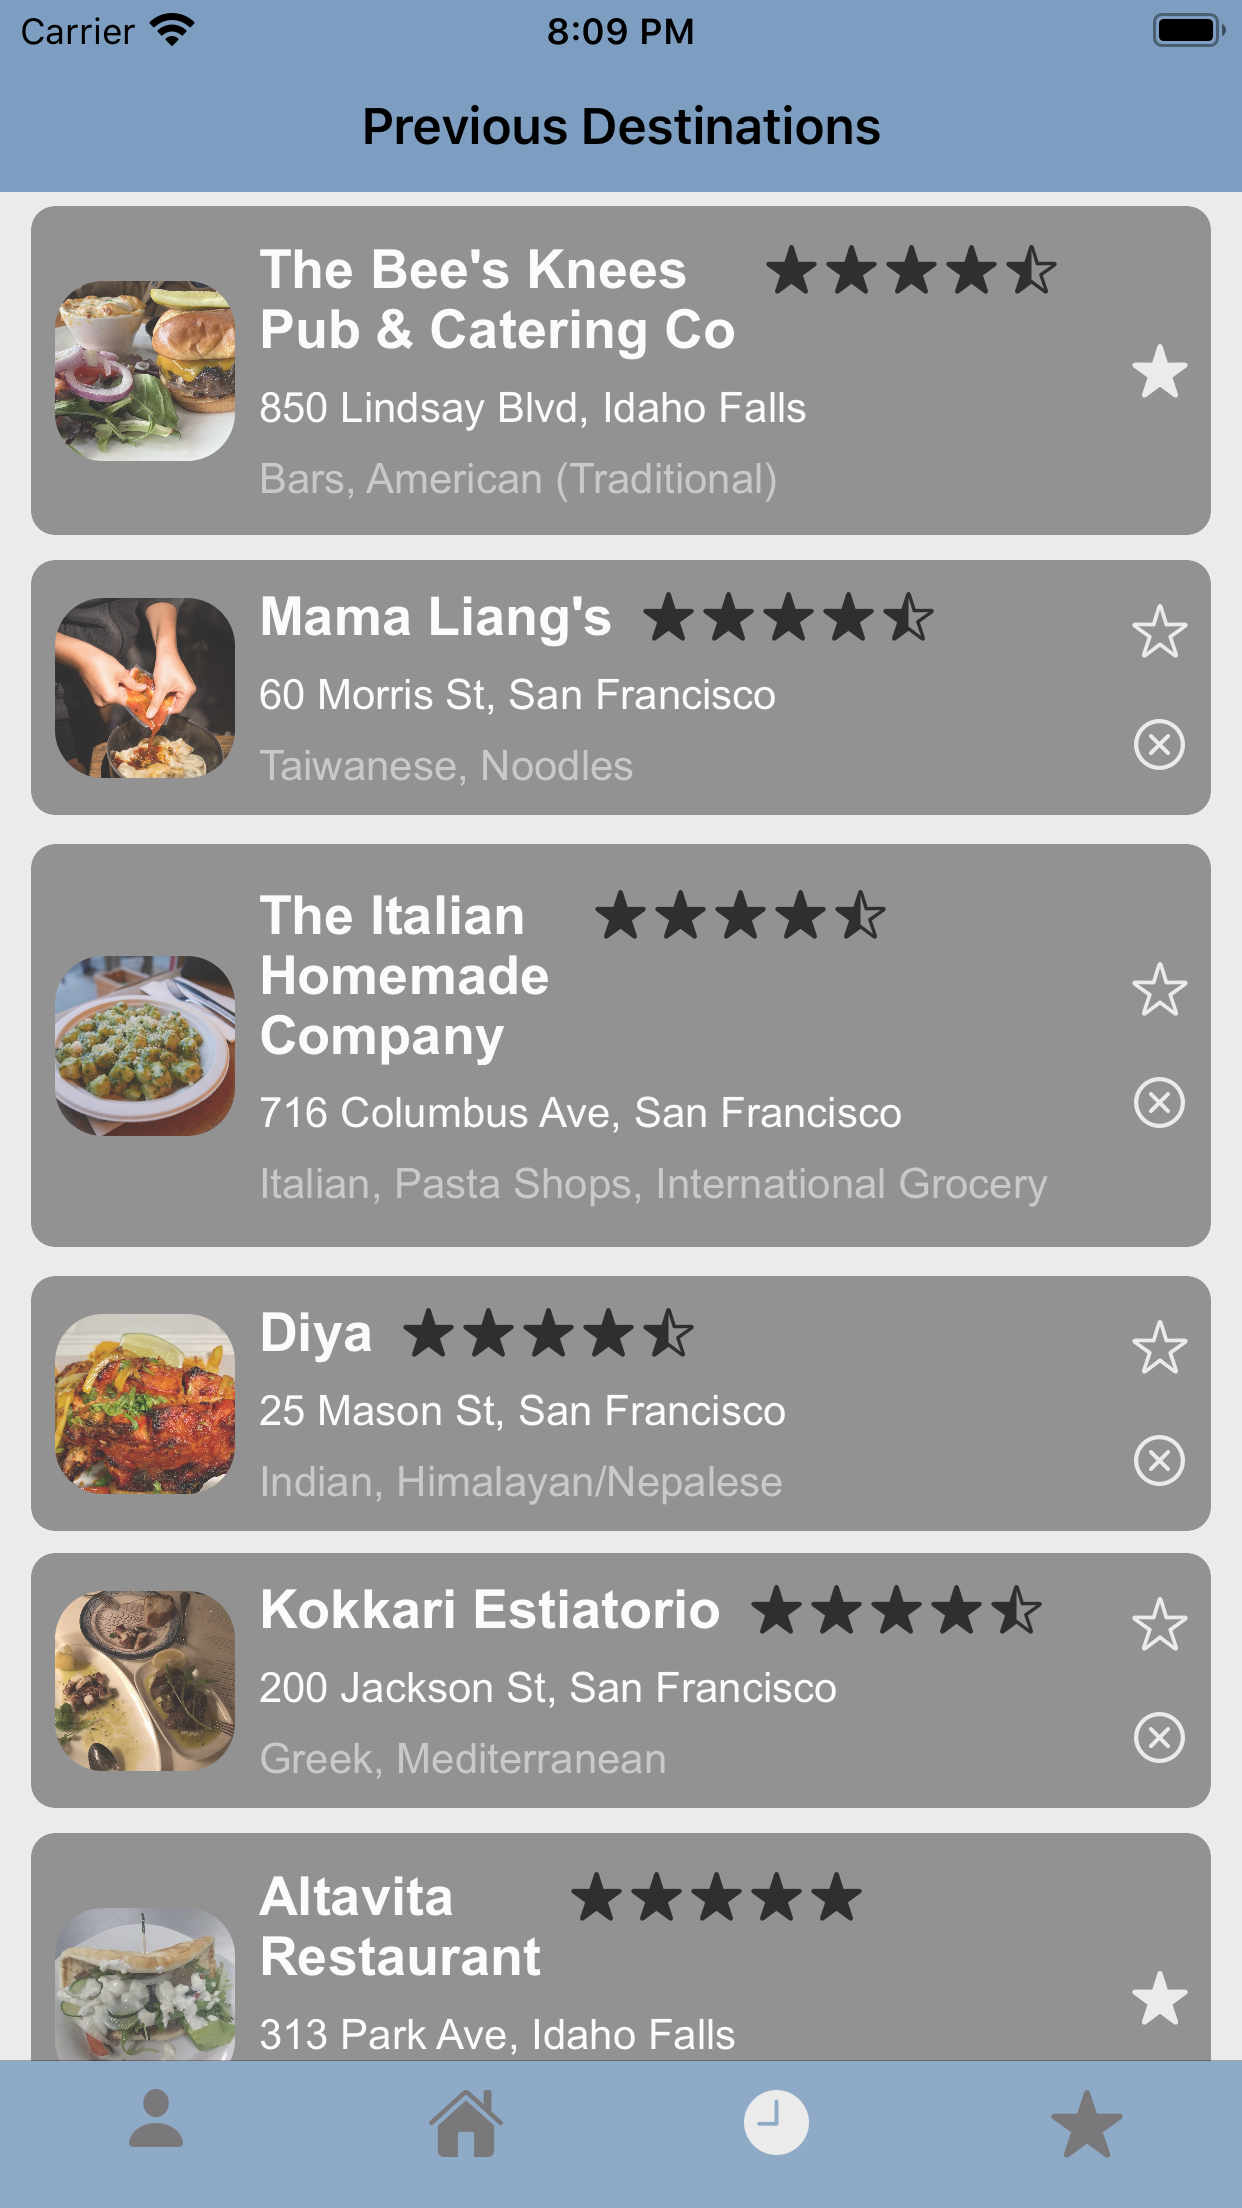 Carrier 8:09 PM
Previous Destinations
The Bee's Knees
Pub & Catering Co
850 Lindsay Blvd, Idaho Falls
Bars, American (Traditional)
Mama Liang's
60 Morris St, San Francisco
Taiwanese, Noodles
The Italian
Homemade
Company
716 Columbus Ave, San Francisco
Italian, Pasta Shops, International Grocery
Diya
25 Mason St, San Francisco
Indian, Himalayan/Nepalese
Kokkari Estiatorio
200 Jackson St, San Francisco
Greek, Mediterranean
Altavita
Restaurant
313 Park Ave, Idaho Falls